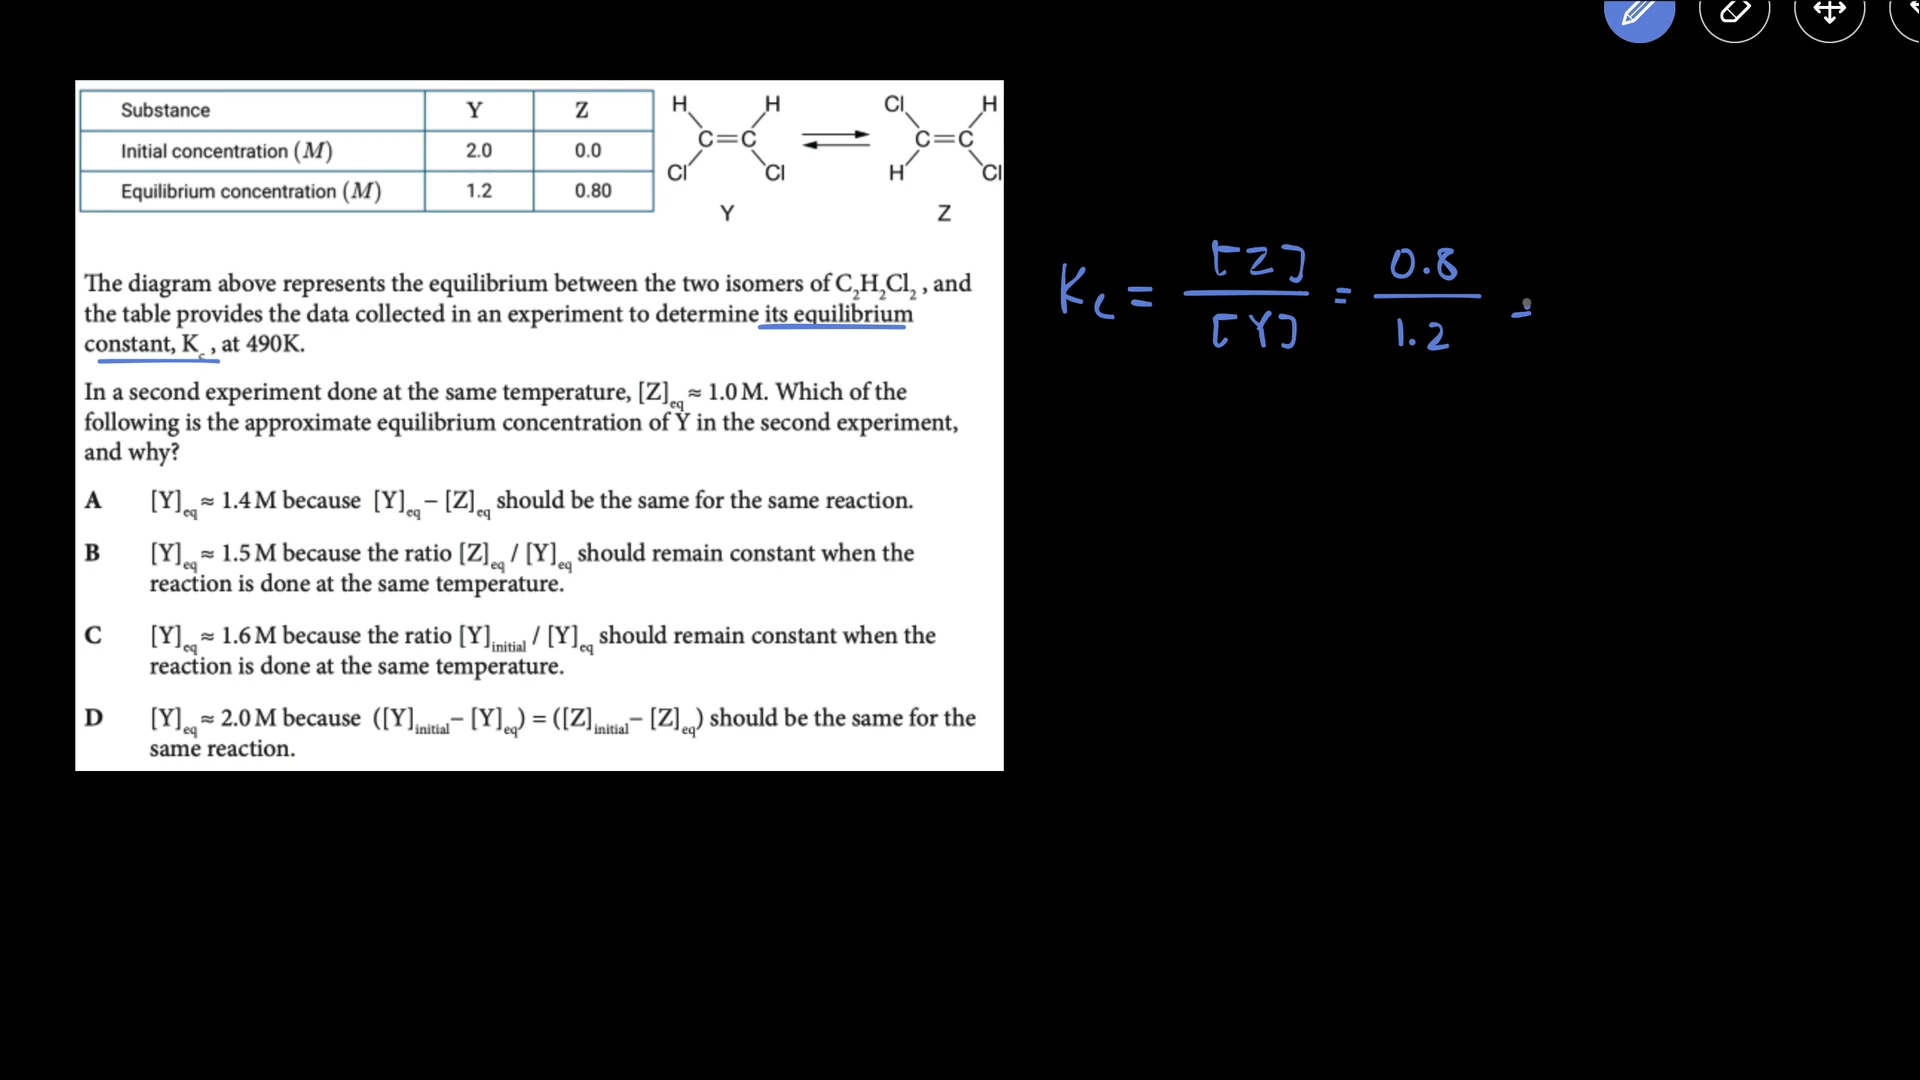 Substance Y Z
Initial concentration (M) 2.0 0.0
Equilibrium concentration (M) 1.2 0.80
H H Cl H
C=C C=C
Cl Cl H Cl
Y Z
The diagram above represents the equilibrium between the two isomers of C₂H₂Cl₂ , and
the table provides the data collected in an experiment to determine its equilibrium
constant, K꜀ , at 490K.
In a second experiment done at the same temperature, [Z]eq ≈ 1.0 M. Which of the
following is the approximate equilibrium concentration of Y in the second experiment,
and why?
A [Y]eq ≈ 1.4 M because [Y]eq − [Z]eq should be the same for the same reaction.
B [Y]eq ≈ 1.5 M because the ratio [Z]eq / [Y]eq should remain constant when the
reaction is done at the same temperature.
C [Y]eq ≈ 1.6 M because the ratio [Y]initial / [Y]eq should remain constant when the
reaction is done at the same temperature.
D [Y]eq ≈ 2.0 M because ([Y]initial− [Y]eq) = ([Z]initial− [Z]eq) should be the same for the
same reaction.
Kc = [Z] / [Y] = 0.8 / 1.2 =